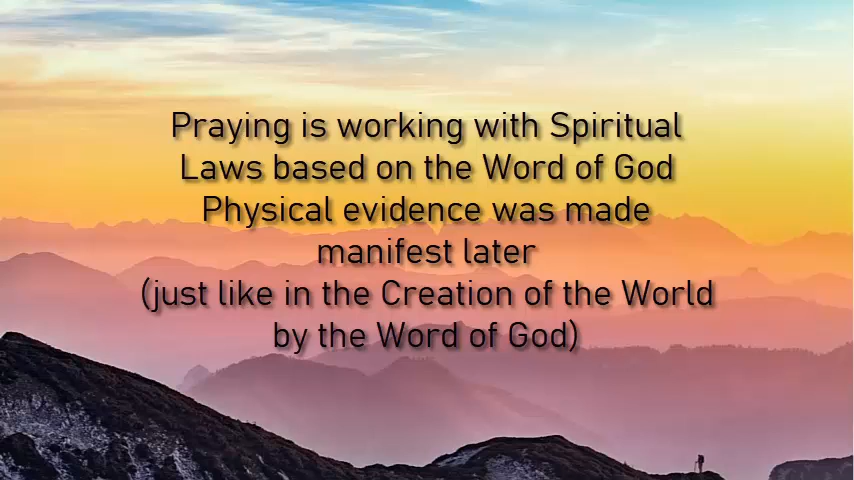 Praying is working with Spiritual
Laws based on the Word of God
Physical evidence was made
manifest later
(just like in the Creation of the World
by the Word of God)